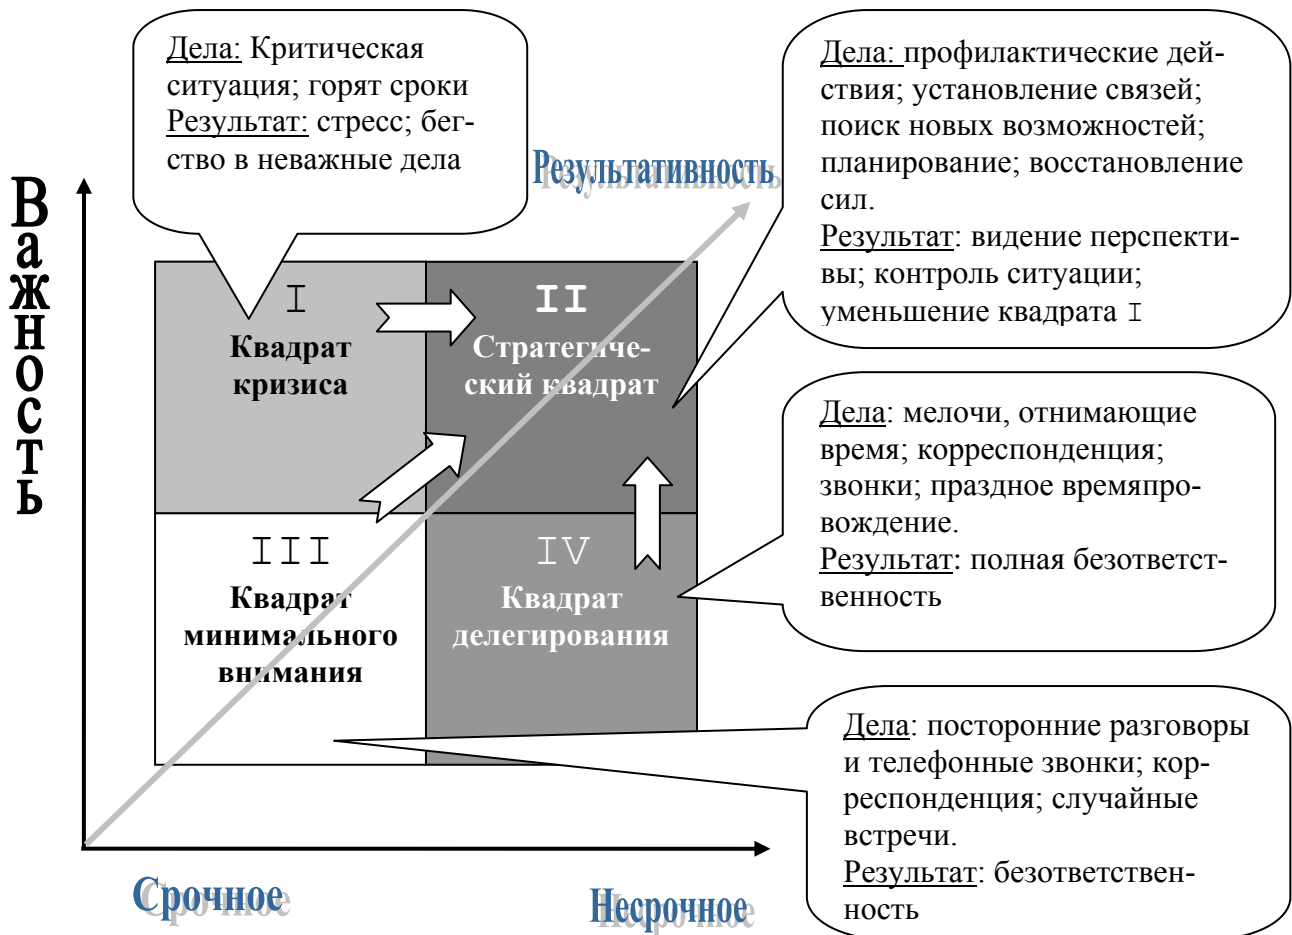 Дела: Критическая
ситуация; горят сроки
Результат: стресс; бег-
ство в неважные дела
Дела: профилактические дей-
ствия; установление связей;
поиск новых возможностей;
планирование; восстановление
сил.
Результат: видение перспекти-
вы; контроль ситуации;
уменьшение квадрата I
Результативность
Важность
I
Квадрат
кризиса
II
Стратегиче-
ский квадрат
Дела: мелочи, отнимающие
время; корреспонденция;
звонки; праздное времяпро-
вождение.
Результат: полная безответст-
венность
III
Квадрат
минимального
внимания
IV
Квадрат
делегирования
Дела: посторонние разговоры
и телефонные звонки; кор-
респонденция; случайные
встречи.
Результат: безответствен-
ность
Срочное
Несрочное